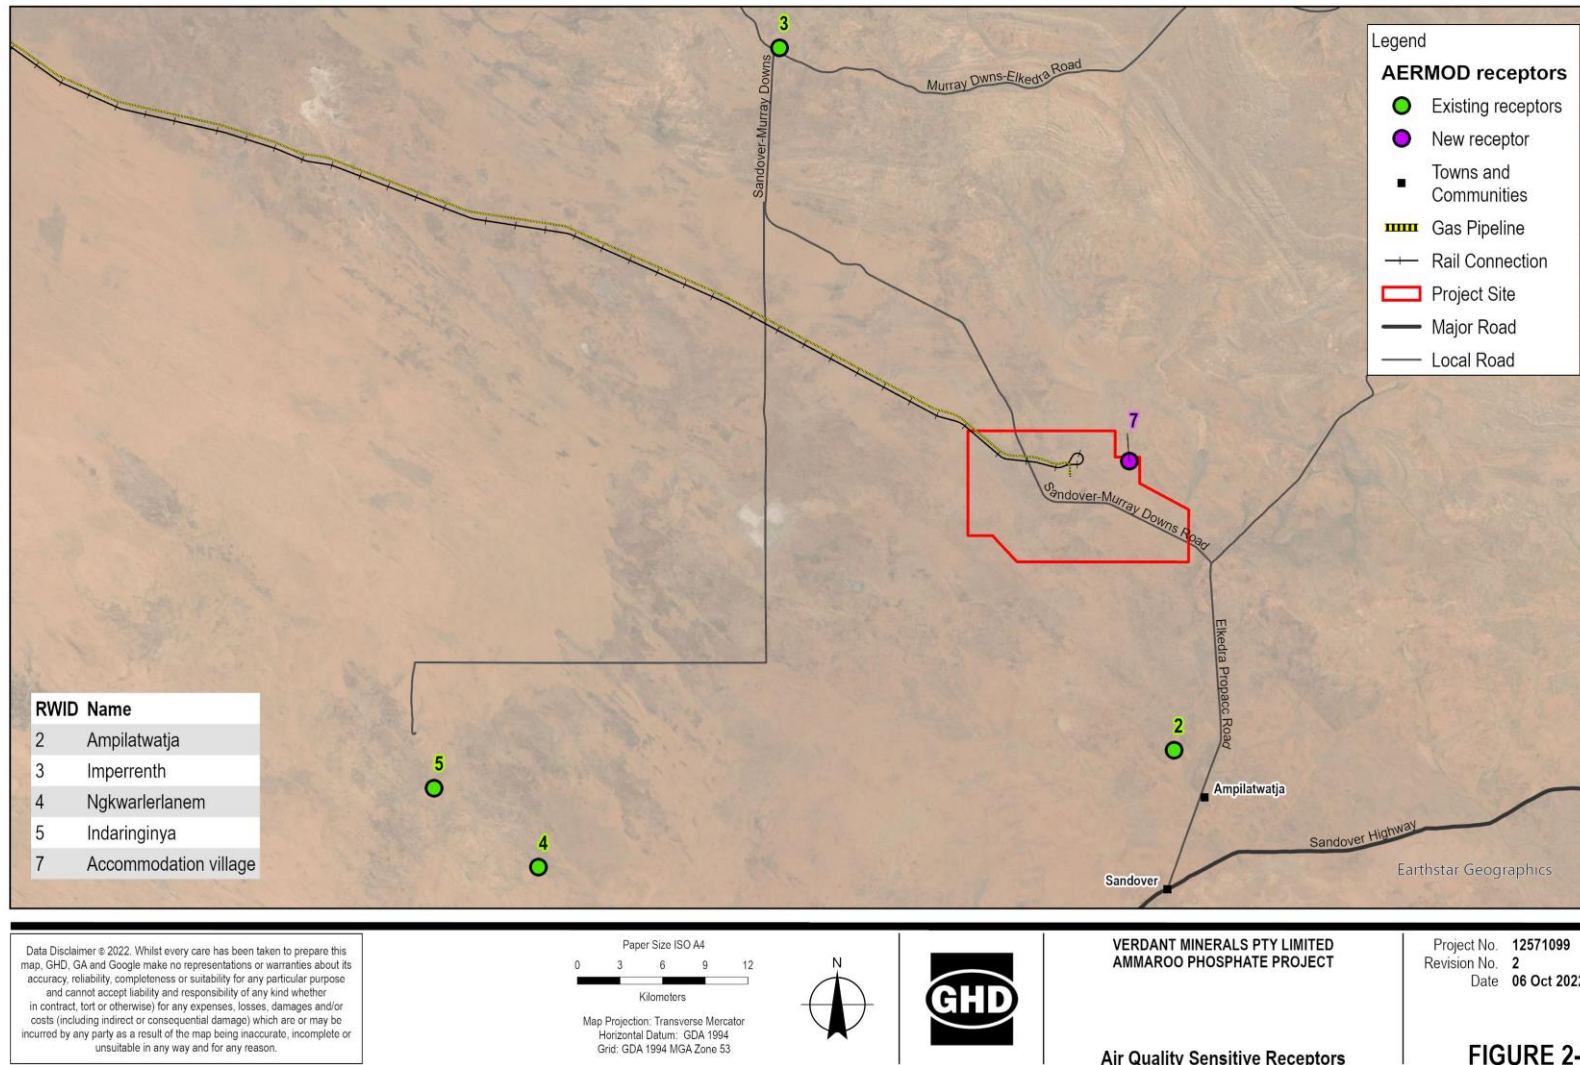 3
Murray Dwns-Elkedra Road
Sandover-Murray Downs
Legend
AERMOD receptors
Existing receptors
New receptor
Towns and
Communities
Gas Pipeline
Rail Connection
Project Site
Major Road
Local Road
7
Sandover-Murray Downs Road
Elkedra Propacc Road
2
5
4
Ampilatwatja
Sandover Highway
Sandover
Earthstar Geographics
RWID Name
2 Ampilatwatja
3 Imperrenth
4 Ngkwarlerlanem
5 Indaringinya
7 Accommodation village
Data Disclaimer © 2022. Whilst every care has been taken to prepare this
map, GHD, GA and Google make no representations or warranties about its
accuracy, reliability, completeness or suitability for any particular purpose
and cannot accept liability and responsibility of any kind whether
in contract, tort or otherwise) for any expenses, losses, damages and/or
costs (including indirect or consequential damage) which are or may be
incurred by any party as a result of the map being inaccurate, incomplete or
unsuitable in any way and for any reason.
Paper Size ISO A4
0 3 6 9 12
Kilometers
Map Projection: Transverse Mercator
Horizontal Datum: GDA 1994
Grid: GDA 1994 MGA Zone 53
N
GHD
VERDANT MINERALS PTY LIMITED
AMMAROO PHOSPHATE PROJECT
Air Quality Sensitive Receptors
Project No. 12571099
Revision No. 2
Date 06 Oct 2022
FIGURE 2-